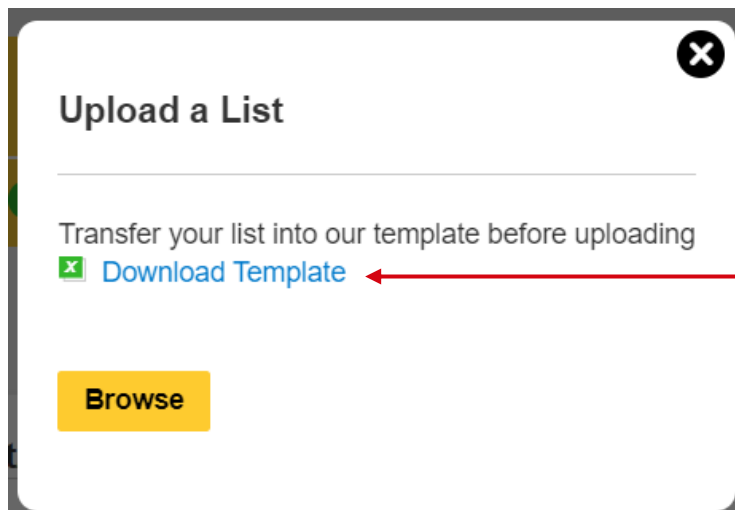 Upload a List
Transfer your list into our template before uploading
Download Template
Browse